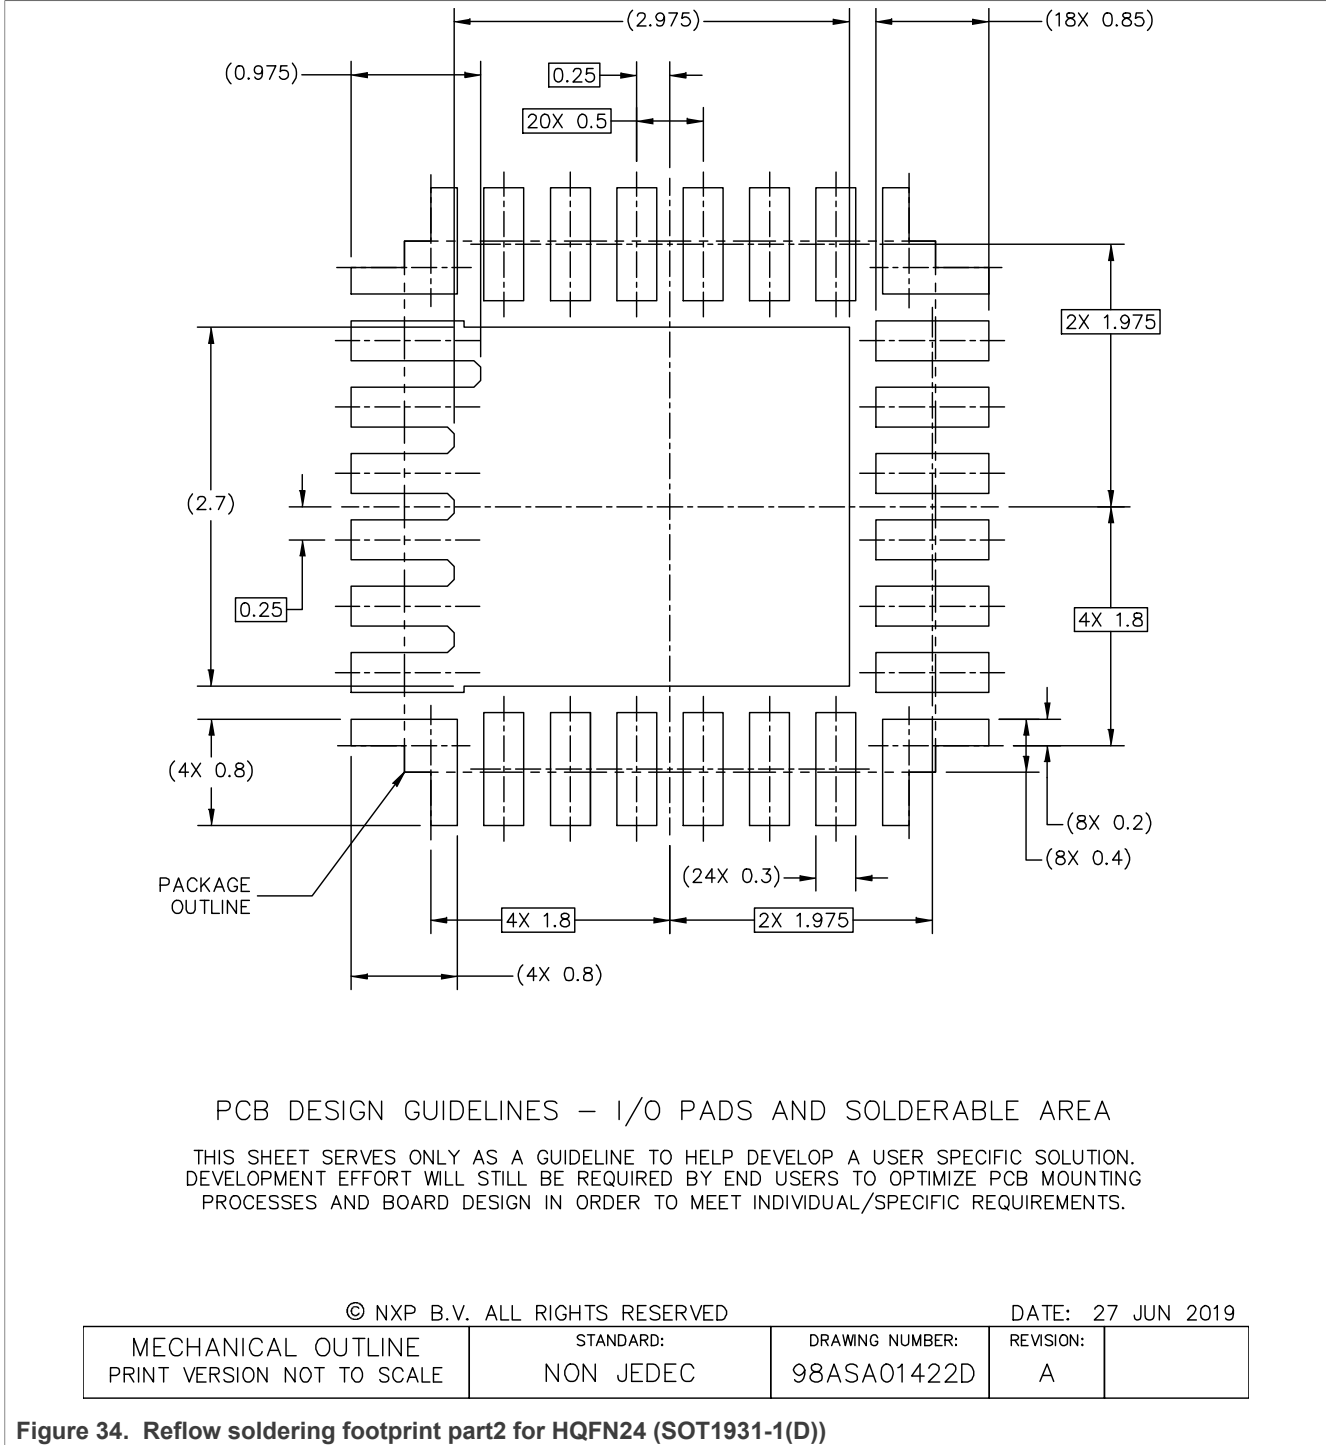 (2.975)
(18X 0.85)
(0.975)
0.25
20X 0.5
2X 1.975
(2.7)
0.25
4X 1.8
(4X 0.8)
(8X 0.2)
(8X 0.4)
(24X 0.3)
PACKAGE
OUTLINE
4X 1.8
2X 1.975
(4X 0.8)
PCB DESIGN GUIDELINES – I/O PADS AND SOLDERABLE AREA
THIS SHEET SERVES ONLY AS A GUIDELINE TO HELP DEVELOP A USER SPECIFIC SOLUTION.
DEVELOPMENT EFFORT WILL STILL BE REQUIRED BY END USERS TO OPTIMIZE PCB MOUNTING
PROCESSES AND BOARD DESIGN IN ORDER TO MEET INDIVIDUAL/SPECIFIC REQUIREMENTS.
© NXP B.V. ALL RIGHTS RESERVED
DATE: 27 JUN 2019
MECHANICAL OUTLINE
PRINT VERSION NOT TO SCALE
STANDARD:
NON JEDEC
DRAWING NUMBER:
98ASA01422D
REVISION:
A
Figure 34. Reflow soldering footprint part2 for HQFN24 (SOT1931-1(D))